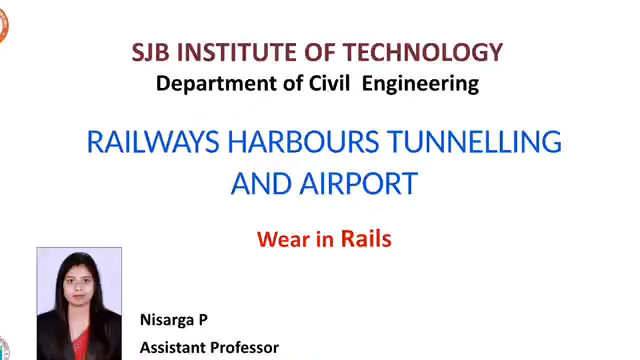 SJB INSTITUTE OF TECHNOLOGY
Department of Civil Engineering
RAILWAYS HARBOURS TUNNELLING
AND AIRPORT
Wear in Rails
Nisarga P
Assistant Professor